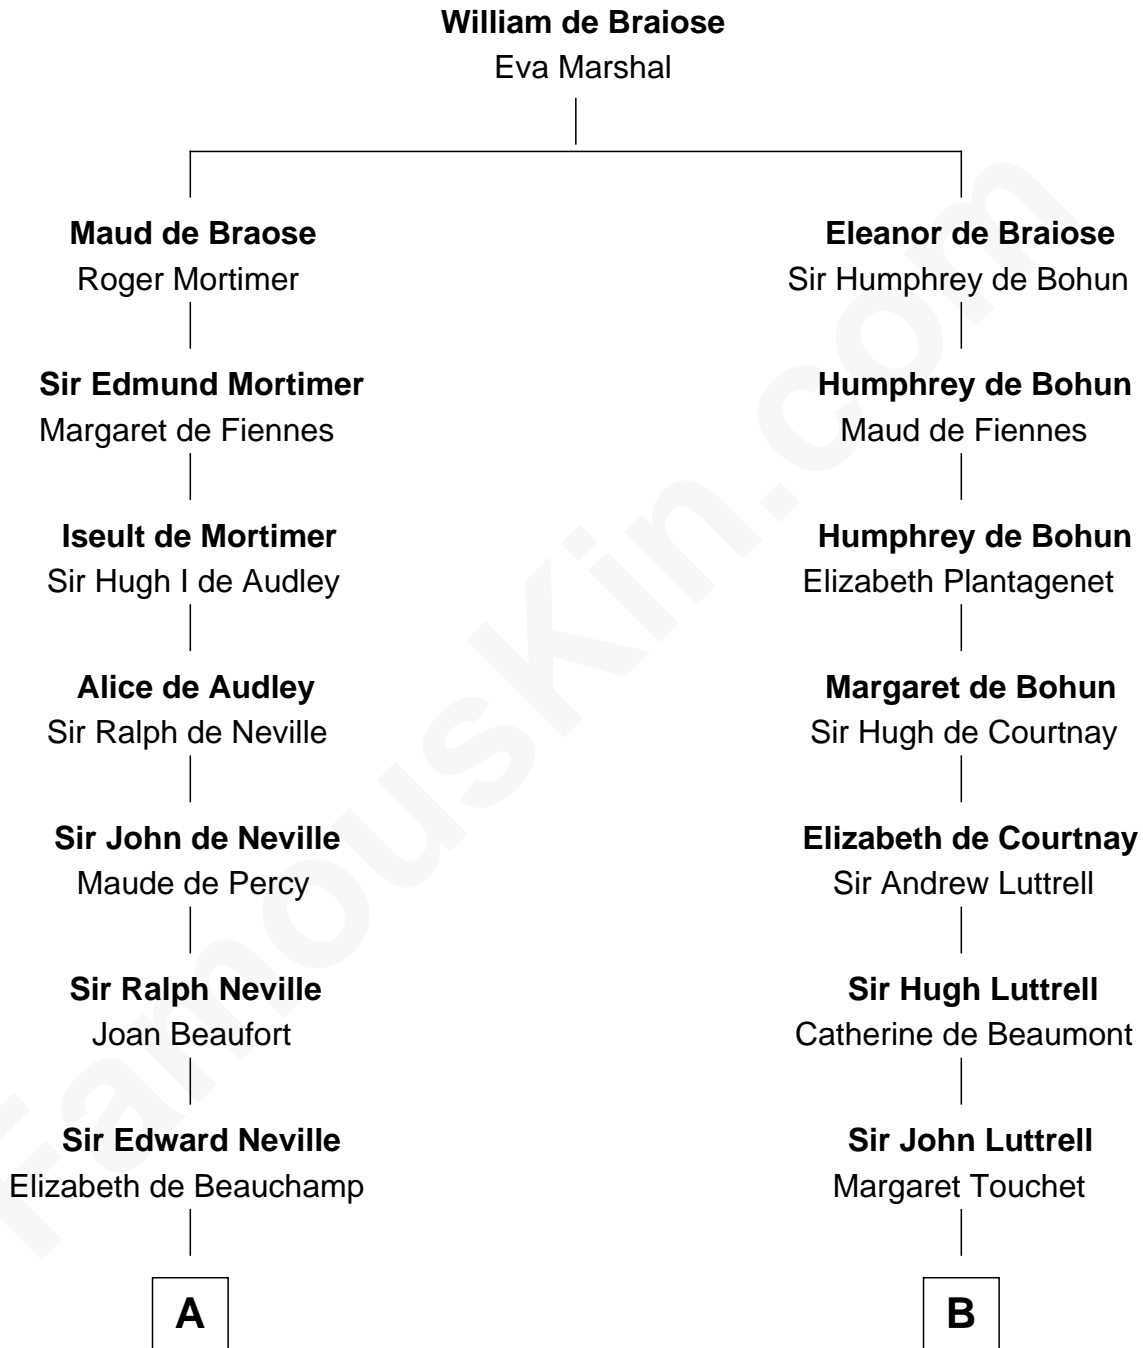 William de Braiose
Eva Marshal
Maud de Braose
Roger Mortimer
Eleanor de Braiose
Sir Humphrey de Bohun
Sir Edmund Mortimer
Margaret de Fiennes
Humphrey de Bohun
Maud de Fiennes
Iseult de Mortimer
Sir Hugh I de Audley
Humphrey de Bohun
Elizabeth Plantagenet
Alice de Audley
Sir Ralph de Neville
Margaret de Bohun
Sir Hugh de Courtnay
Sir John de Neville
Maude de Percy
Elizabeth de Courtnay
Sir Andrew Luttrell
Sir Ralph Neville
Joan Beaufort
Sir Hugh Luttrell
Catherine de Beaumont
Sir Edward Neville
Elizabeth de Beauchamp
Sir John Luttrell
Margaret Touchet
A
B
FamousKin.com